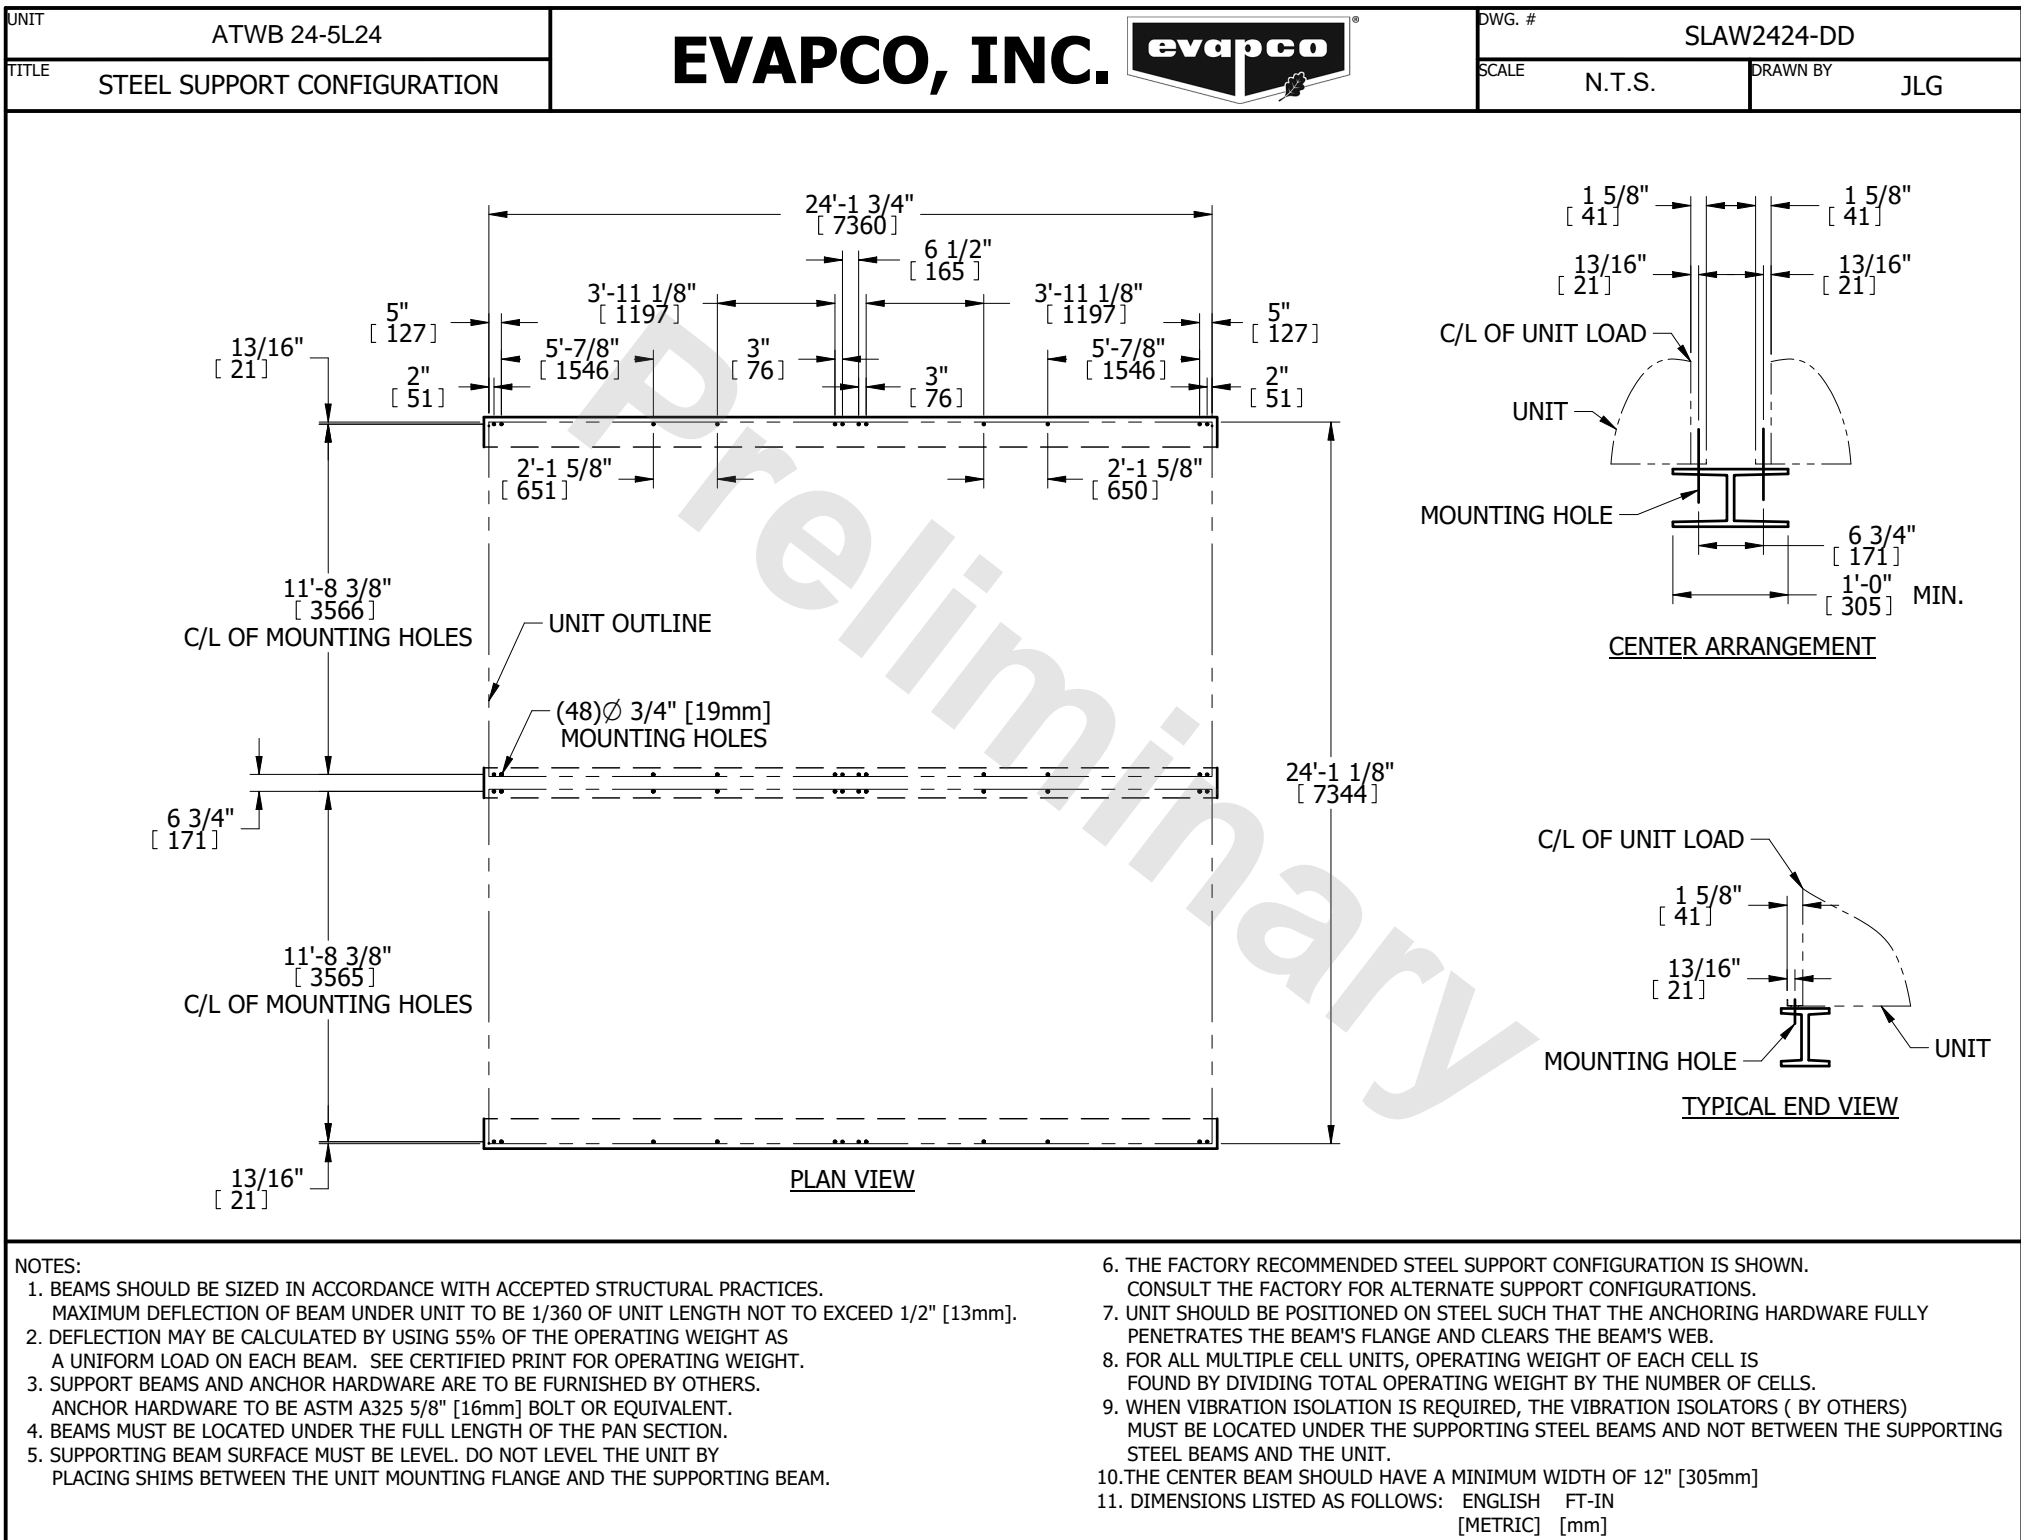 UNIT
ATWB 24-5L24
TITLE
STEEL SUPPORT CONFIGURATION
EVAPCO, INC.
evapco
®
DWG. #
SLAW2424-DD
SCALE
N.T.S.
DRAWN BY
JLG
24'-1 3/4"
[ 7360 ]
6 1/2"
[ 165 ]
3'-11 1/8"
[ 1197 ]
3'-11 1/8"
[ 1197 ]
5"
[ 127 ]
5"
[ 127 ]
13/16"
[ 21 ]
5'-7/8"
[ 1546 ]
3"
[ 76 ]
5'-7/8"
[ 1546 ]
2"
[ 51 ]
3"
[ 76 ]
2"
[ 51 ]
2'-1 5/8"
[ 651 ]
2'-1 5/8"
[ 650 ]
11'-8 3/8"
[ 3566 ]
C/L OF MOUNTING HOLES
UNIT OUTLINE
(48)Ø 3/4" [19mm]
MOUNTING HOLES
6 3/4"
[ 171 ]
24'-1 1/8"
[ 7344 ]
11'-8 3/8"
[ 3565 ]
C/L OF MOUNTING HOLES
13/16"
[ 21 ]
PLAN VIEW
Preliminary
1 5/8"
[ 41 ]
1 5/8"
[ 41 ]
13/16"
[ 21 ]
13/16"
[ 21 ]
C/L OF UNIT LOAD
UNIT
MOUNTING HOLE
6 3/4"
[ 171 ]
1'-0"
[ 305 ] MIN.
CENTER ARRANGEMENT
C/L OF UNIT LOAD
1 5/8"
[ 41 ]
13/16"
[ 21 ]
MOUNTING HOLE
UNIT
TYPICAL END VIEW
NOTES:
1. BEAMS SHOULD BE SIZED IN ACCORDANCE WITH ACCEPTED STRUCTURAL PRACTICES.
MAXIMUM DEFLECTION OF BEAM UNDER UNIT TO BE 1/360 OF UNIT LENGTH NOT TO EXCEED 1/2" [13mm].
2. DEFLECTION MAY BE CALCULATED BY USING 55% OF THE OPERATING WEIGHT AS
A UNIFORM LOAD ON EACH BEAM. SEE CERTIFIED PRINT FOR OPERATING WEIGHT.
3. SUPPORT BEAMS AND ANCHOR HARDWARE ARE TO BE FURNISHED BY OTHERS.
ANCHOR HARDWARE TO BE ASTM A325 5/8" [16mm] BOLT OR EQUIVALENT.
4. BEAMS MUST BE LOCATED UNDER THE FULL LENGTH OF THE PAN SECTION.
5. SUPPORTING BEAM SURFACE MUST BE LEVEL. DO NOT LEVEL THE UNIT BY
PLACING SHIMS BETWEEN THE UNIT MOUNTING FLANGE AND THE SUPPORTING BEAM.
6. THE FACTORY RECOMMENDED STEEL SUPPORT CONFIGURATION IS SHOWN.
CONSULT THE FACTORY FOR ALTERNATE SUPPORT CONFIGURATIONS.
7. UNIT SHOULD BE POSITIONED ON STEEL SUCH THAT THE ANCHORING HARDWARE FULLY
PENETRATES THE BEAM'S FLANGE AND CLEARS THE BEAM'S WEB.
8. FOR ALL MULTIPLE CELL UNITS, OPERATING WEIGHT OF EACH CELL IS
FOUND BY DIVIDING TOTAL OPERATING WEIGHT BY THE NUMBER OF CELLS.
9. WHEN VIBRATION ISOLATION IS REQUIRED, THE VIBRATION ISOLATORS ( BY OTHERS)
MUST BE LOCATED UNDER THE SUPPORTING STEEL BEAMS AND NOT BETWEEN THE SUPPORTING
STEEL BEAMS AND THE UNIT.
10.THE CENTER BEAM SHOULD HAVE A MINIMUM WIDTH OF 12" [305mm]
11. DIMENSIONS LISTED AS FOLLOWS: ENGLISH FT-IN
[METRIC] [mm]